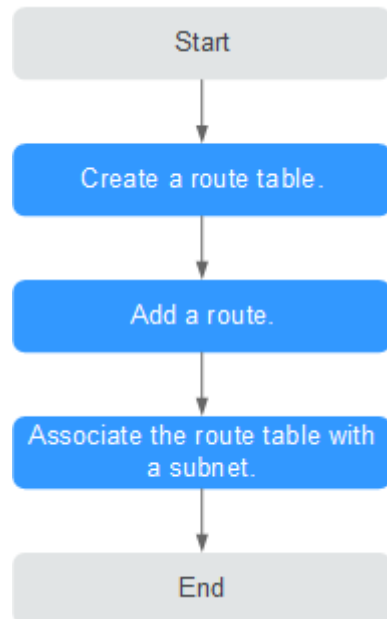 Start
Create a route table.
Add a route.
Associate the route table with
a subnet.
End